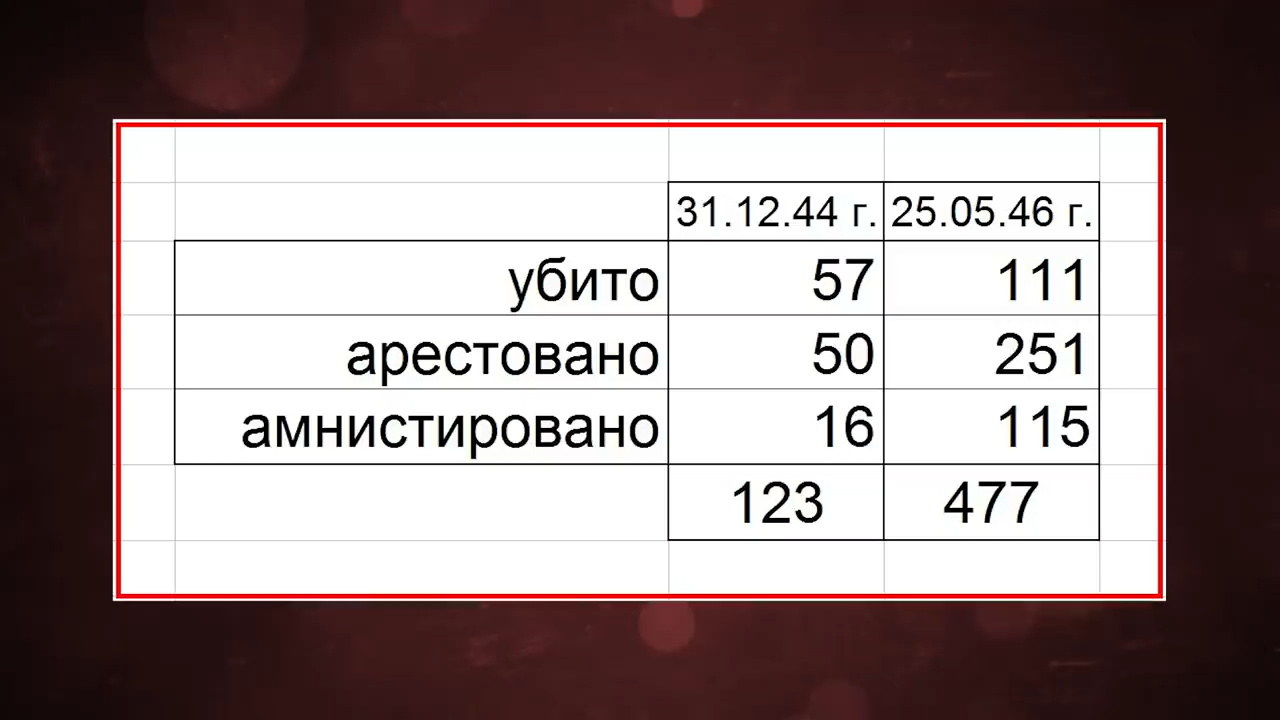 31.12.44 г. 25.05.46 г.
убито 57 111
арестовано 50 251
амнистировано 16 115
123 477